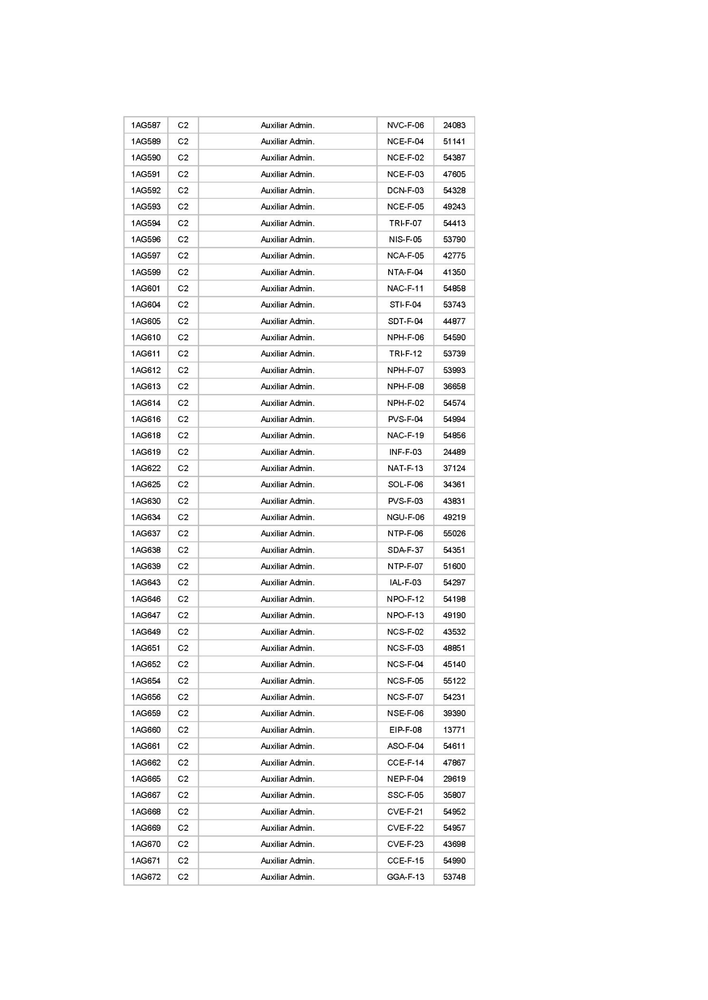 1AG587 C2 Auxiliar Admin. NVC-F-06 24083
1AG589 C2 Auxiliar Admin. NCE-F-04 51141
1AG590 C2 Auxiliar Admin. NCE-F-02 54387
1AG591 C2 Auxiliar Admin. NCE-F-03 47605
1AG592 C2 Auxiliar Admin. DCN-F-03 54328
1AG593 C2 Auxiliar Admin. NCE-F-05 49243
1AG594 C2 Auxiliar Admin. TRI-F-07 54413
1AG596 C2 Auxiliar Admin. NIS-F-05 53790
1AG597 C2 Auxiliar Admin. NCA-F-05 42775
1AG599 C2 Auxiliar Admin. NTA-F-04 41350
1AG601 C2 Auxiliar Admin. NAC-F-11 54858
1AG604 C2 Auxiliar Admin. STI-F-04 53743
1AG605 C2 Auxiliar Admin. SDT-F-04 44877
1AG610 C2 Auxiliar Admin. NPH-F-06 54590
1AG611 C2 Auxiliar Admin. TRI-F-12 53739
1AG612 C2 Auxiliar Admin. NPH-F-07 53993
1AG613 C2 Auxiliar Admin. NPH-F-08 36658
1AG614 C2 Auxiliar Admin. NPH-F-02 54574
1AG616 C2 Auxiliar Admin. PVS-F-04 54994
1AG618 C2 Auxiliar Admin. NAC-F-19 54856
1AG619 C2 Auxiliar Admin. INF-F-03 24489
1AG622 C2 Auxiliar Admin. NAT-F-13 37124
1AG625 C2 Auxiliar Admin. SOL-F-06 34361
1AG630 C2 Auxiliar Admin. PVS-F-03 43831
1AG634 C2 Auxiliar Admin. NGU-F-06 49219
1AG637 C2 Auxiliar Admin. NTP-F-06 55026
1AG638 C2 Auxiliar Admin. SDA-F-37 54351
1AG639 C2 Auxiliar Admin. NTP-F-07 51600
1AG643 C2 Auxiliar Admin. IAL-F-03 54297
1AG646 C2 Auxiliar Admin. NPO-F-12 54198
1AG647 C2 Auxiliar Admin. NPO-F-13 49190
1AG649 C2 Auxiliar Admin. NCS-F-02 43532
1AG651 C2 Auxiliar Admin. NCS-F-03 48851
1AG652 C2 Auxiliar Admin. NCS-F-04 45140
1AG654 C2 Auxiliar Admin. NCS-F-05 55122
1AG656 C2 Auxiliar Admin. NCS-F-07 54231
1AG659 C2 Auxiliar Admin. NSE-F-06 39390
1AG660 C2 Auxiliar Admin. EIP-F-08 13771
1AG661 C2 Auxiliar Admin. ASO-F-04 54611
1AG662 C2 Auxiliar Admin. CCE-F-14 47867
1AG665 C2 Auxiliar Admin. NEP-F-04 29619
1AG667 C2 Auxiliar Admin. SSC-F-05 35807
1AG668 C2 Auxiliar Admin. CVE-F-21 54952
1AG669 C2 Auxiliar Admin. CVE-F-22 54957
1AG670 C2 Auxiliar Admin. CVE-F-23 43698
1AG671 C2 Auxiliar Admin. CCE-F-15 54990
1AG672 C2 Auxiliar Admin. GGA-F-13 53748